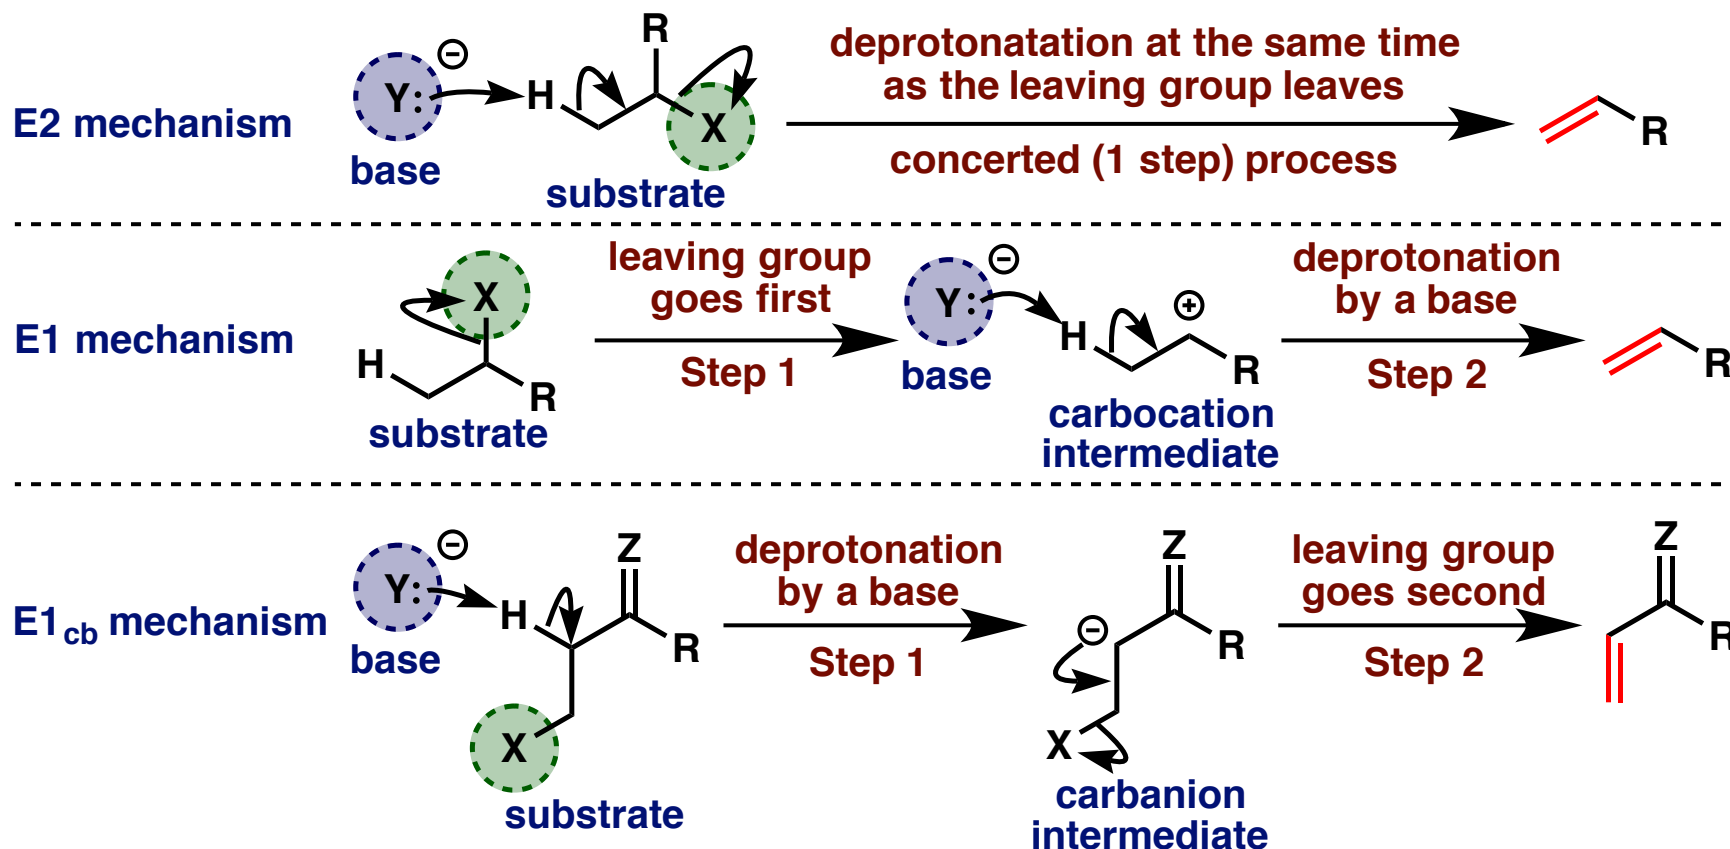 R
deprotonatation at the same time
as the leaving group leaves
Y:
⊖
H
X
R
E2 mechanism
base
substrate
concerted (1 step) process
leaving group
goes first
deprotonation
by a base
X
Y:
⊖
⊕
H
E1 mechanism
H
R
Step 1
base
R
Step 2
R
substrate
carbocation
intermediate
Z
deprotonation
by a base
Z
leaving group
goes second
Z
Y:
⊖
H
R
⊖
R
R
E1cb mechanism
base
Step 1
Step 2
X
X
substrate
carbanion
intermediate